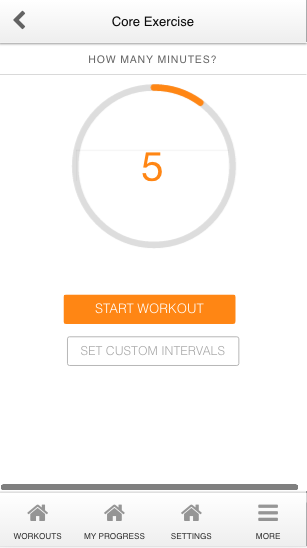 Core Exercise
HOW MANY MINUTES?
5
START WORKOUT
SET CUSTOM INTERVALS
WORKOUTS
MY PROGRESS
SETTINGS
MORE